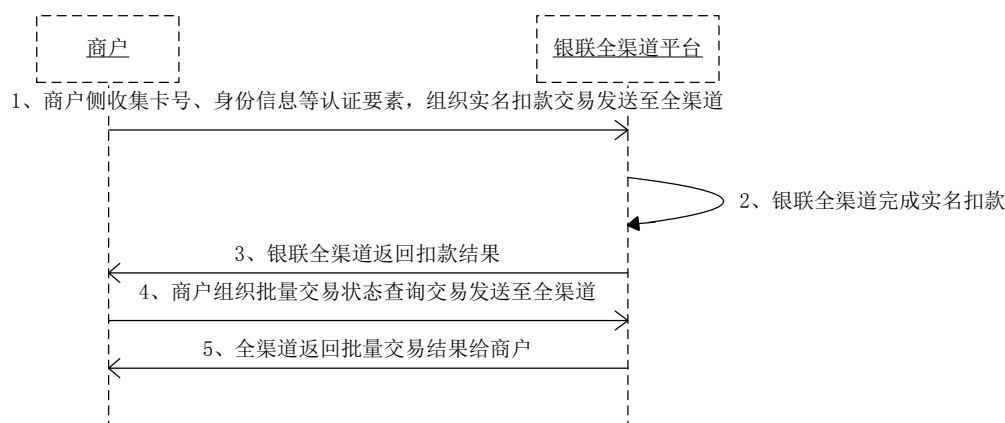 商户
银联全渠道平台
1、商户侧收集卡号、身份信息等认证要素，组织实名扣款交易发送至全渠道
2、银联全渠道完成实名扣款
3、银联全渠道返回扣款结果
4、商户组织批量交易状态查询交易发送至全渠道
5、全渠道返回批量交易结果给商户